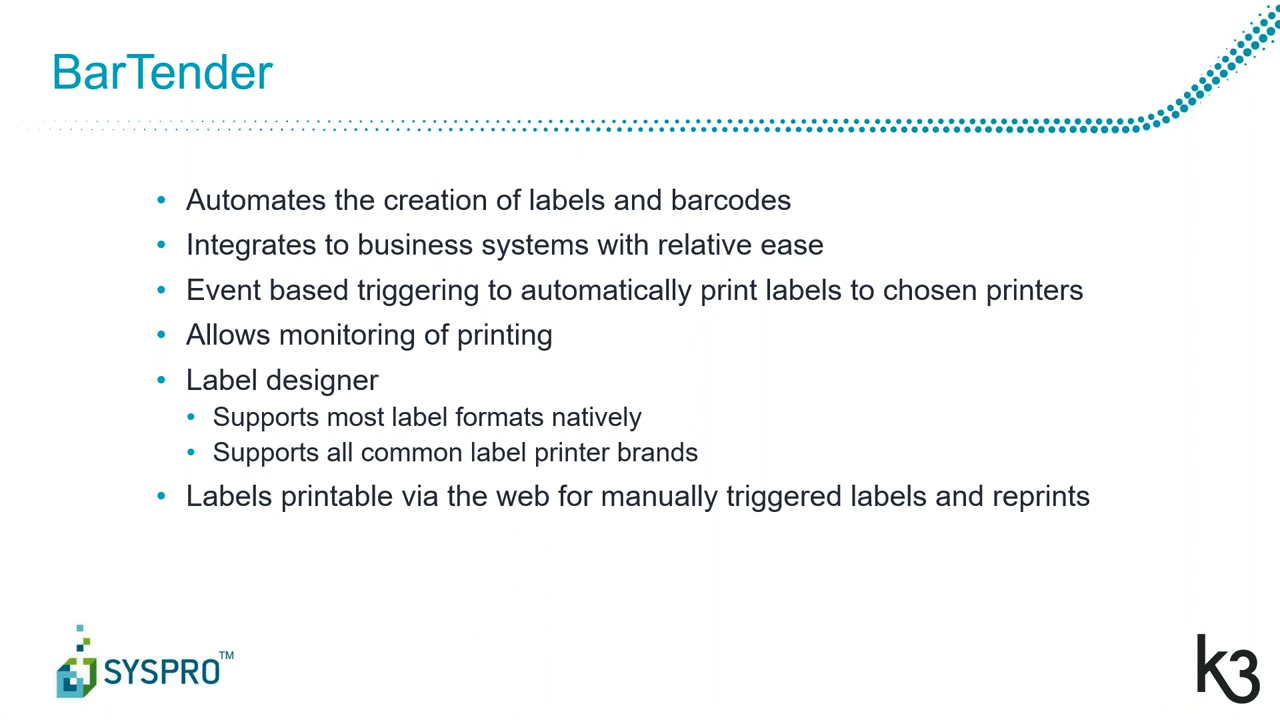 BarTender
• Automates the creation of labels and barcodes
• Integrates to business systems with relative ease
• Event based triggering to automatically print labels to chosen printers
• Allows monitoring of printing
• Label designer
• Supports most label formats natively
• Supports all common label printer brands
• Labels printable via the web for manually triggered labels and reprints
SYSPRO™
k3